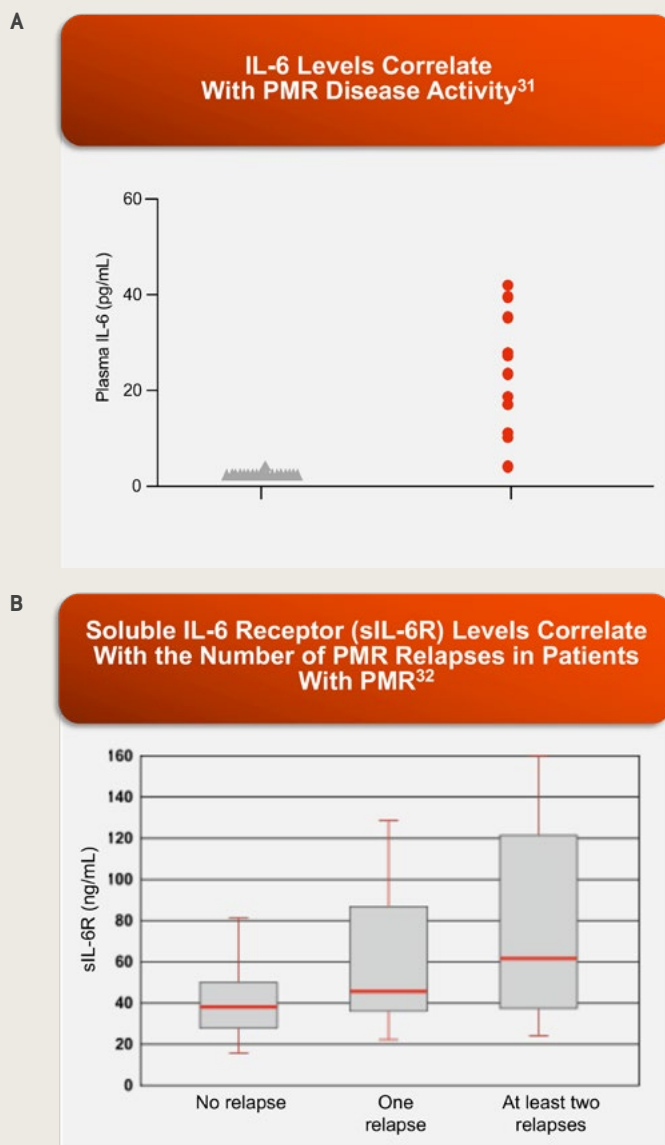 A
IL-6 Levels Correlate
With PMR Disease Activity31
60
40
20
0
Plasma IL-6 (pg/mL)
B
Soluble IL-6 Receptor (sIL-6R) Levels Correlate
With the Number of PMR Relapses in Patients
With PMR32
160
140
120
100
80
60
40
20
0
sIL-6R (ng/mL)
No relapse
One
relapse
At least two
relapses